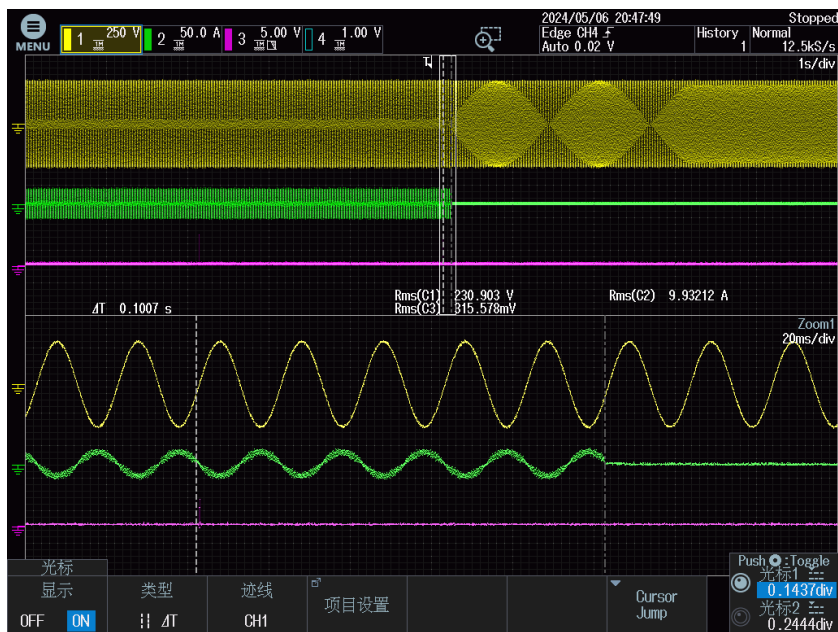 2024/05/06 20:47:49 Stopped
MENU 1 250 V 2 50.0 A 3 5.00 V 4 1.00 V Edge CH4 History Normal
Auto 0.02 V 1 12.5kS/s
1s/div
Rms(C1) 230.903 V Rms(C2) 9.93212 A
ΔT 0.1007 s Rms(C3) 315.578mV
Zoom1
20ms/div
光标 Push :Toggle
显示 类型 迹线 项目设置 Cursor Jump 光标1 0.1437div
OFF ON ΔT CH1 光标2 0.2444div